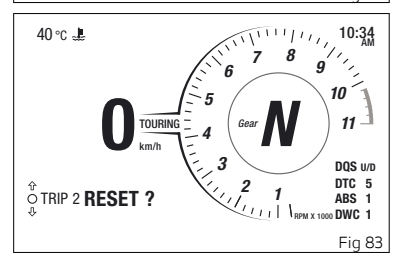 40 °C
10:34 AM
1 2 3 4 5 6 7 8 9 10 11
Gear N
0 TOURING
km/h
DQS U/D
DTC 5
ABS 1
RPM X 1000 DWC 1
TRIP 2 RESET ?
Fig 83